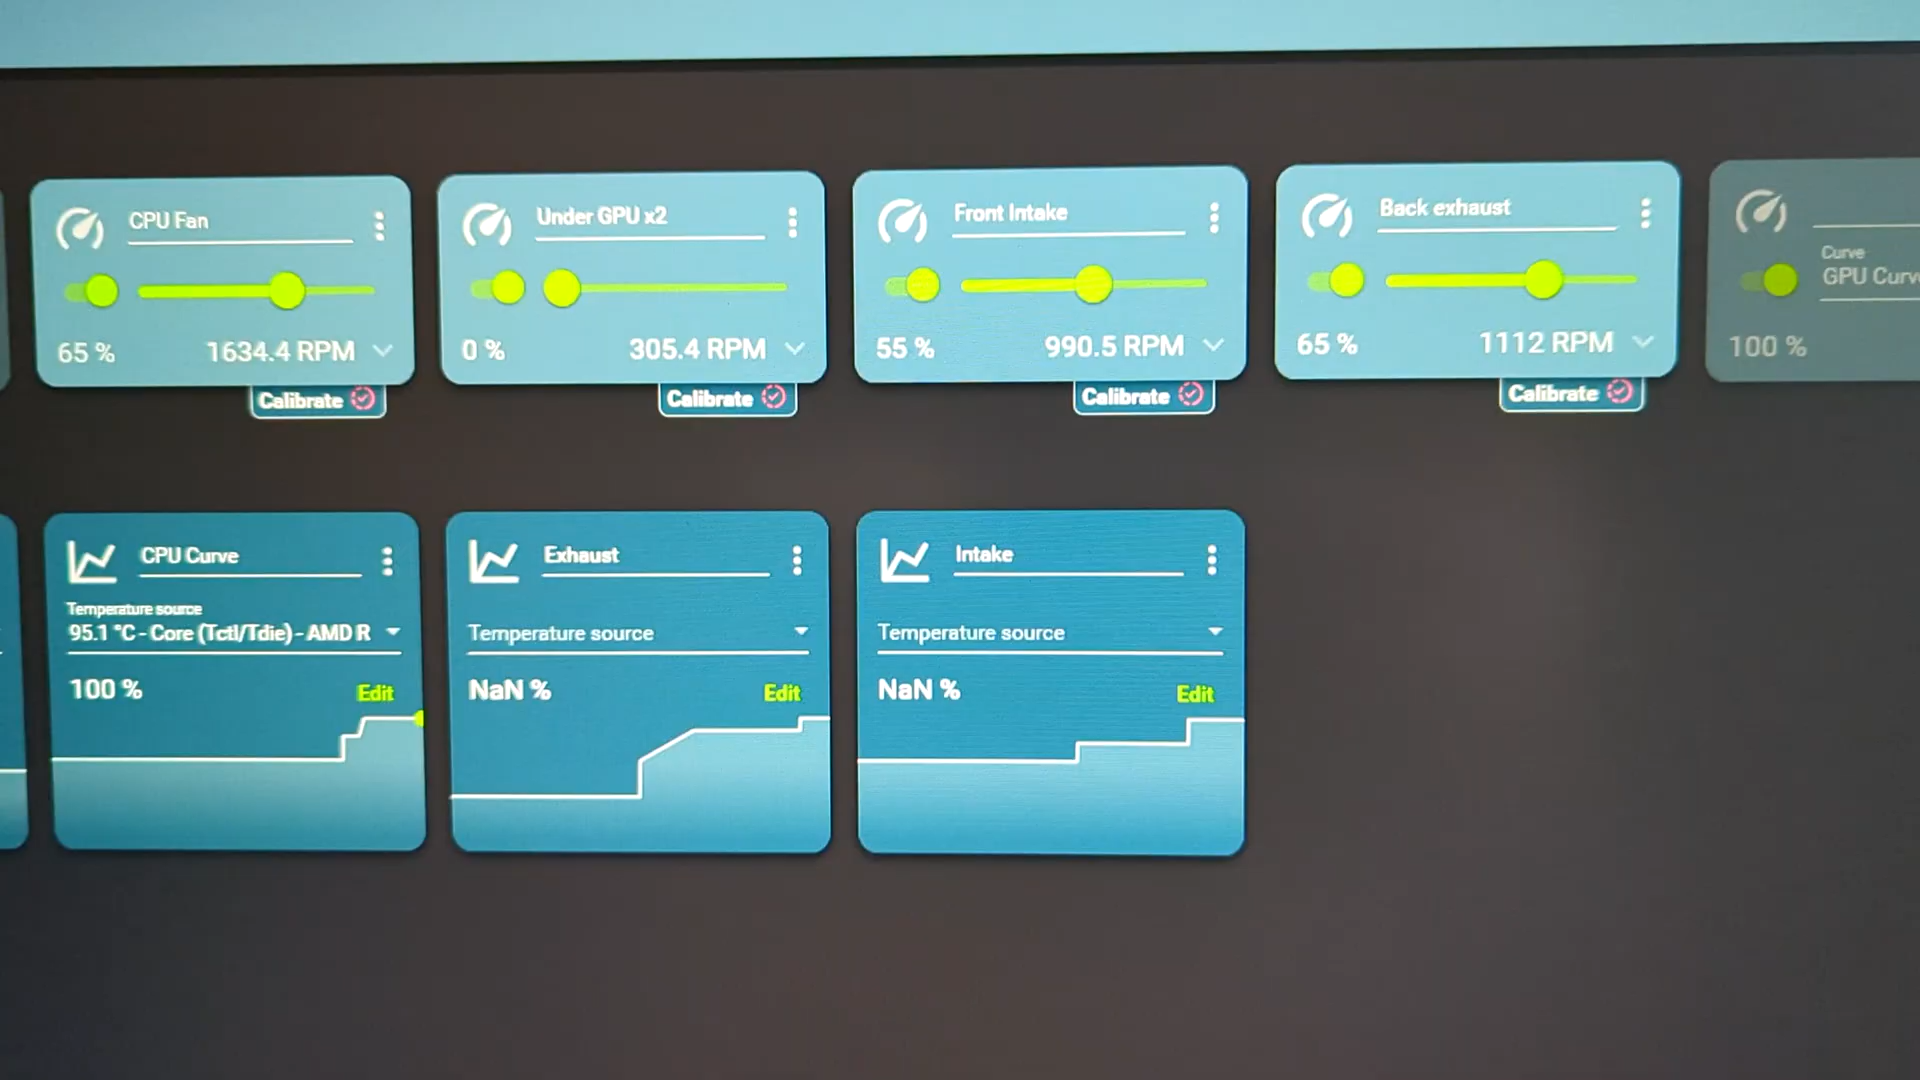 CPU Fan
65 %
1634.4 RPM
Calibrate
Under GPU x2
0 %
305.4 RPM
Calibrate
Front Intake
55 %
990.5 RPM
Calibrate
Back exhaust
65 %
1112 RPM
Calibrate
Curve
GPU Curv
100 %
CPU Curve
Temperature source
95.1 °C - Core (Tctl/Tdie) - AMD R
100 %
Edit
Exhaust
Temperature source
NaN %
Edit
Intake
Temperature source
NaN %
Edit